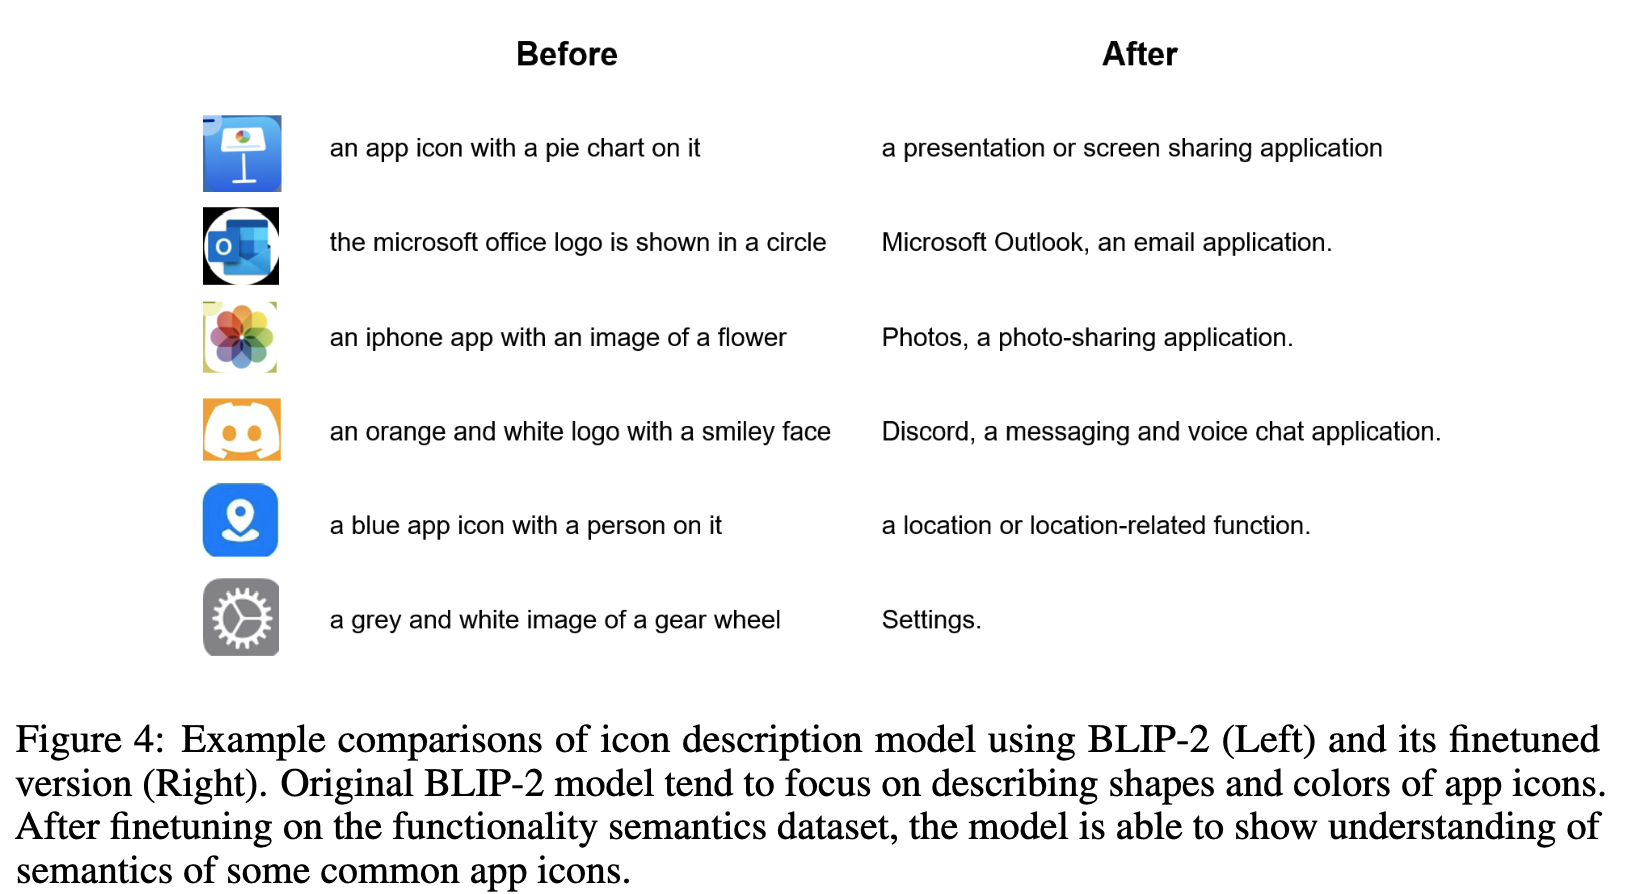 Before After
an app icon with a pie chart on it a presentation or screen sharing application
O
the microsoft office logo is shown in a circle Microsoft Outlook, an email application.
an iphone app with an image of a flower Photos, a photo-sharing application.
an orange and white logo with a smiley face Discord, a messaging and voice chat application.
a blue app icon with a person on it a location or location-related function.
a grey and white image of a gear wheel Settings.
Figure 4: Example comparisons of icon description model using BLIP-2 (Left) and its finetuned
version (Right). Original BLIP-2 model tend to focus on describing shapes and colors of app icons.
After finetuning on the functionality semantics dataset, the model is able to show understanding of
semantics of some common app icons.